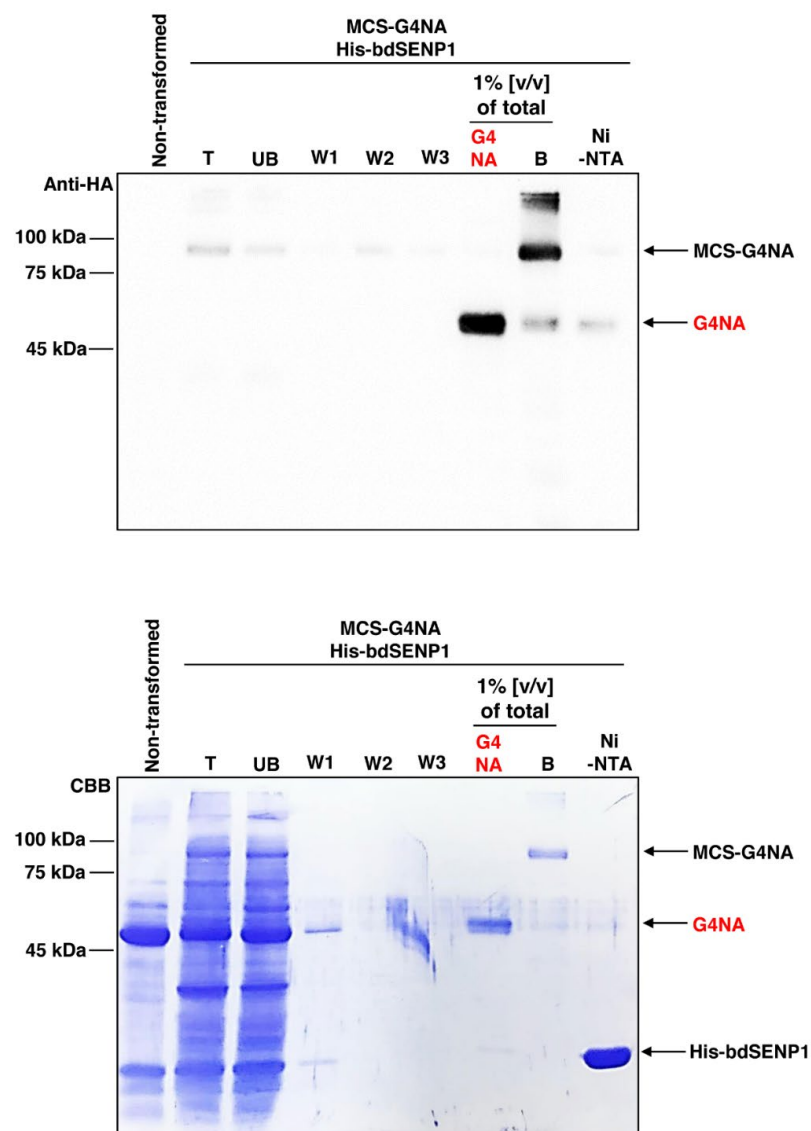 MCS-G4NA
His-bdSENP1
Non-transformed
1% [v/v]
of total
G4
NA
Ni
-NTA
T
UB
W1
W2
W3
B
Anti-HA
100 kDa
75 kDa
45 kDa
MCS-G4NA
G4NA
MCS-G4NA
His-bdSENP1
Non-transformed
1% [v/v]
of total
G4
NA
Ni
-NTA
T
UB
W1
W2
W3
B
CBB
100 kDa
75 kDa
45 kDa
MCS-G4NA
G4NA
His-bdSENP1